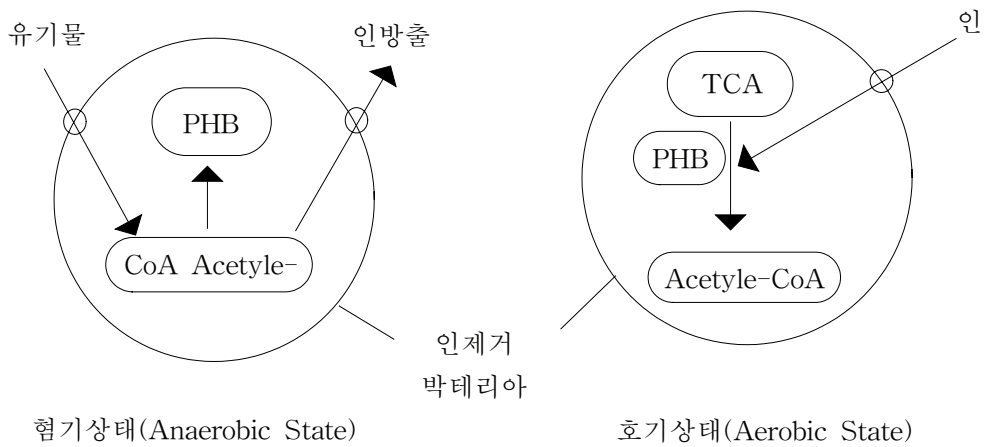 유기물
인방출
PHB
CoA Acetyle-
혐기상태(Anaerobic State)
인
TCA
PHB
Acetyle-CoA
인제거
박테리아
호기상태(Aerobic State)